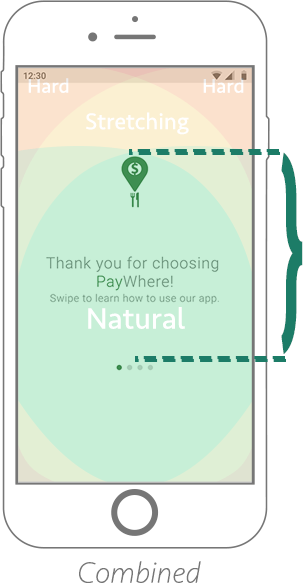 12:30
Hard Hard
Stretching
$
Thank you for choosing
PayWhere!
Swipe to learn how to use our app.
Natural
Combined